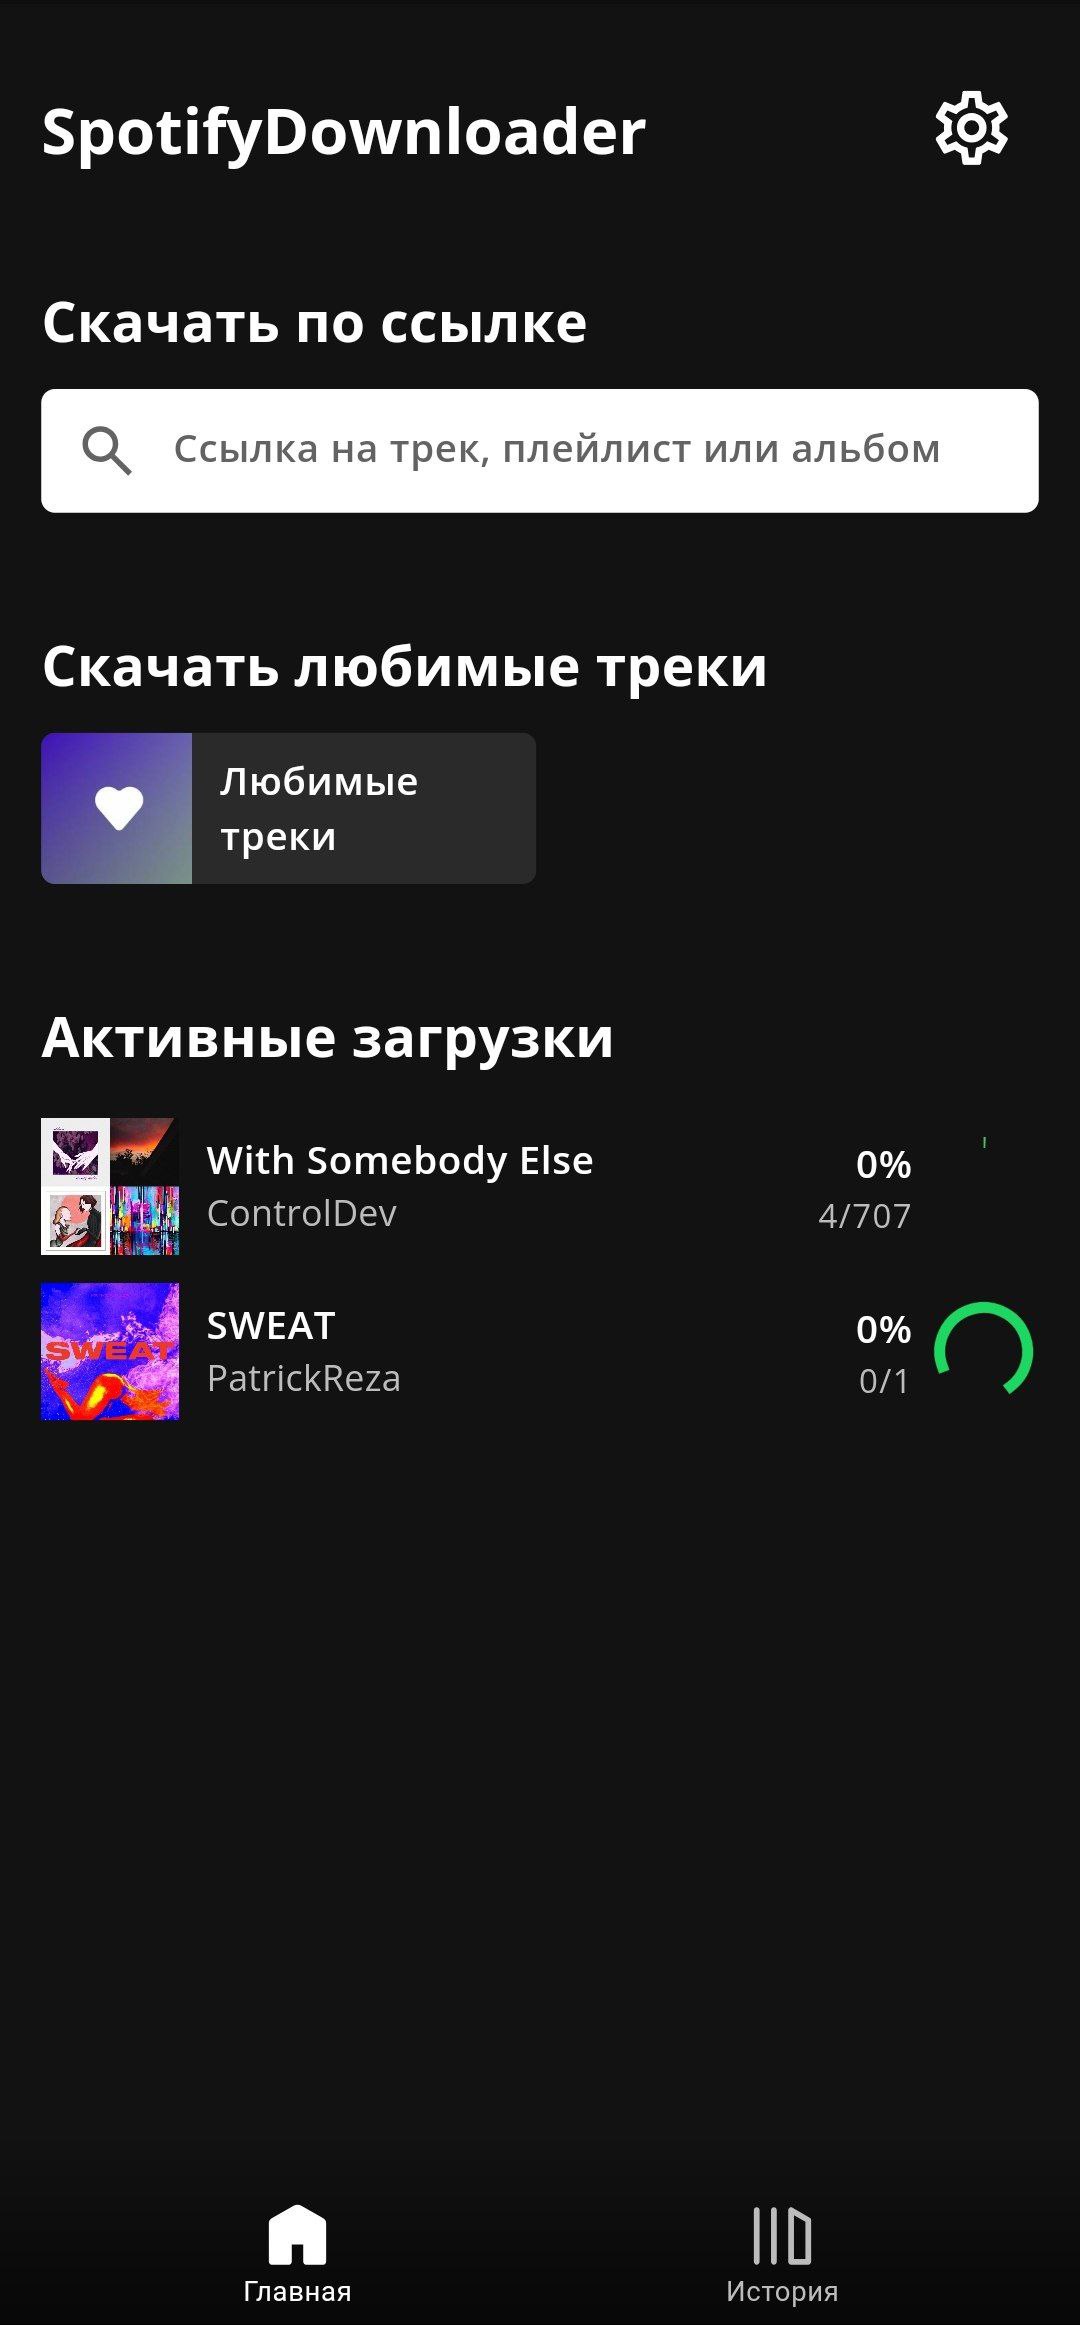 SpotifyDownloader
Скачать по ссылке
Ссылка на трек, плейлист или альбом
Скачать любимые треки
Любимые
треки
Активные загрузки
With Somebody Else
0%
ControlDev
4/707
SWEAT
SWEAT
0%
PatrickReza
0/1
Главная
История